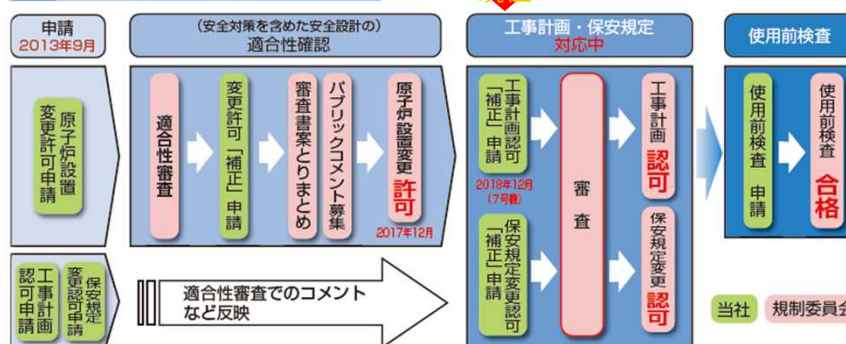 申請
2013年9月
(安全対策を含めた安全設計の)
適合性確認
工事計画・保安規定
対応中
使用前検査
原子炉設置
変更許可申請
適合性審査
変更許可「補正」申請
審査書案とりまとめ
パブリックコメント募集
原子炉設置変更
許可
2017年12月
工事計画認可
「補正」申請
2018年12月
(7号機)
保安規定変更認可
「補正」申請
審査
工事計画
認可
保安規定変更
認可
使用前検査 申請
使用前検査
合格
工事計画
認可申請
保安規定
変更認可申請
適合性審査でのコメント
など反映
当社
規制委員会